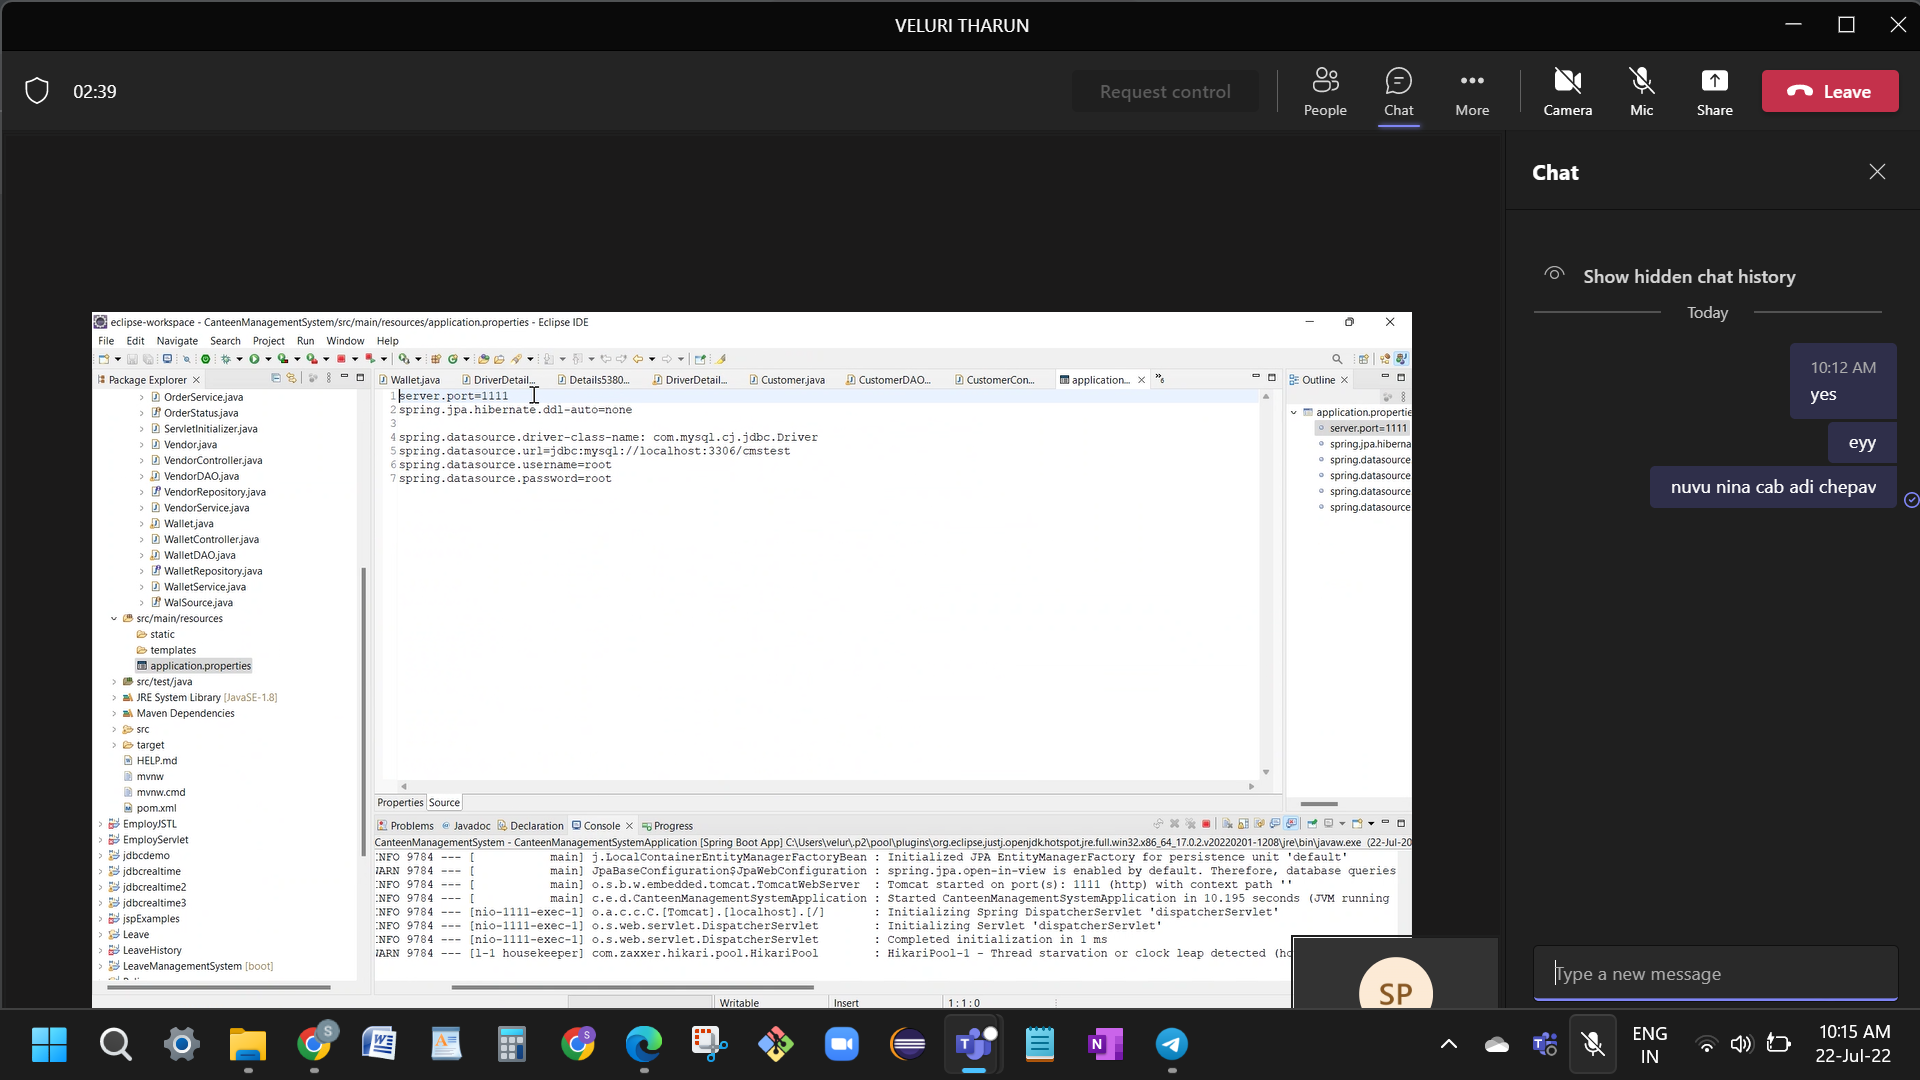 VELURI THARUN
02:39
Request control
People
Chat
More
Camera
Mic
Share
Leave
Chat
Show hidden chat history
Today
10:12 AM
yes
eyy
nuvu nina cab adi chepav
Type a new message
eclipse-workspace - CanteenManagementSystem/src/main/resources/application.properties - Eclipse IDE
File Edit Navigate Search Project Run Window Help
Package Explorer
OrderService.java
OrderStatus.java
ServletInitializer.java
Vendor.java
VendorController.java
VendorDAO.java
VendorRepository.java
VendorService.java
Wallet.java
WalletController.java
WalletDAO.java
WalletRepository.java
WalletService.java
WalSource.java
src/main/resources
static
templates
application.properties
src/test/java
JRE System Library [JavaSE-1.8]
Maven Dependencies
src
target
HELP.md
mvnw
mvnw.cmd
pom.xml
EmployJSTL
EmployServlet
jdbcdemo
jdbcrealtime
jdbcrealtime2
jdbcrealtime3
jspExamples
Leave
LeaveHistory
LeaveManagementSystem [boot]
Wallet.java DriverDetail... Details5380... DriverDetail... Customer.java CustomerDAO... CustomerCon... application... 6
1 server.port=1111
2 spring.jpa.hibernate.ddl-auto=none
3
4 spring.datasource.driver-class-name: com.mysql.cj.jdbc.Driver
5 spring.datasource.url=jdbc:mysql://localhost:3306/cmstest
6 spring.datasource.username=root
7 spring.datasource.password=root
Properties Source
Outline
application.propertie
server.port=1111
spring.jpa.hiberna
spring.datasource
spring.datasource
spring.datasource
spring.datasource
Problems Javadoc Declaration Console Progress
CanteenManagementSystem - CanteenManagementSystemApplication [Spring Boot App] C:\Users\velur\.p2\pool\plugins\org.eclipse.justj.openjdk.hotspot.jre.full.win32.x86_64_17.0.2.v20220201-1208\jre\bin\javaw.exe (22-Jul-20
INFO 9784 --- [ main] j.LocalContainerEntityManagerFactoryBean : Initialized JPA EntityManagerFactory for persistence unit 'default'
WARN 9784 --- [ main] JpaBaseConfiguration$JpaWebConfiguration : spring.jpa.open-in-view is enabled by default. Therefore, database queries
INFO 9784 --- [ main] o.s.b.w.embedded.tomcat.TomcatWebServer : Tomcat started on port(s): 1111 (http) with context path ''
INFO 9784 --- [ main] c.e.d.CanteenManagementSystemApplication : Started CanteenManagementSystemApplication in 10.195 seconds (JVM running
INFO 9784 --- [nio-1111-exec-1] o.a.c.c.C.[Tomcat].[localhost].[/] : Initializing Spring DispatcherServlet 'dispatcherServlet'
INFO 9784 --- [nio-1111-exec-1] o.s.web.servlet.DispatcherServlet : Initializing Servlet 'dispatcherServlet'
INFO 9784 --- [nio-1111-exec-1] o.s.web.servlet.DispatcherServlet : Completed initialization in 1 ms
WARN 9784 --- [l-1 housekeeper] com.zaxxer.hikari.pool.HikariPool : HikariPool-1 - Thread starvation or clock leap detected (ho
Writable Insert 1 : 1 : 0
SP
ENG
IN
10:15 AM
22-Jul-22